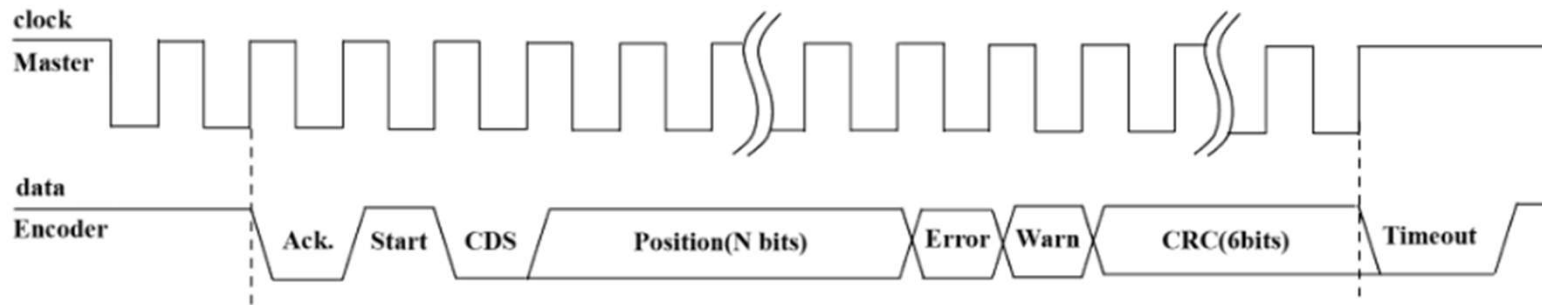 clock
Master
data
Encoder
Ack.
Start
CDS
Position(N bits)
Error
Warn
CRC(6bits)
Timeout